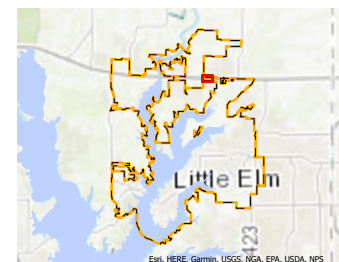 Little Elm
423
Esri, HERE, Garmin, USGS, NGA, EPA, USDA, NPS